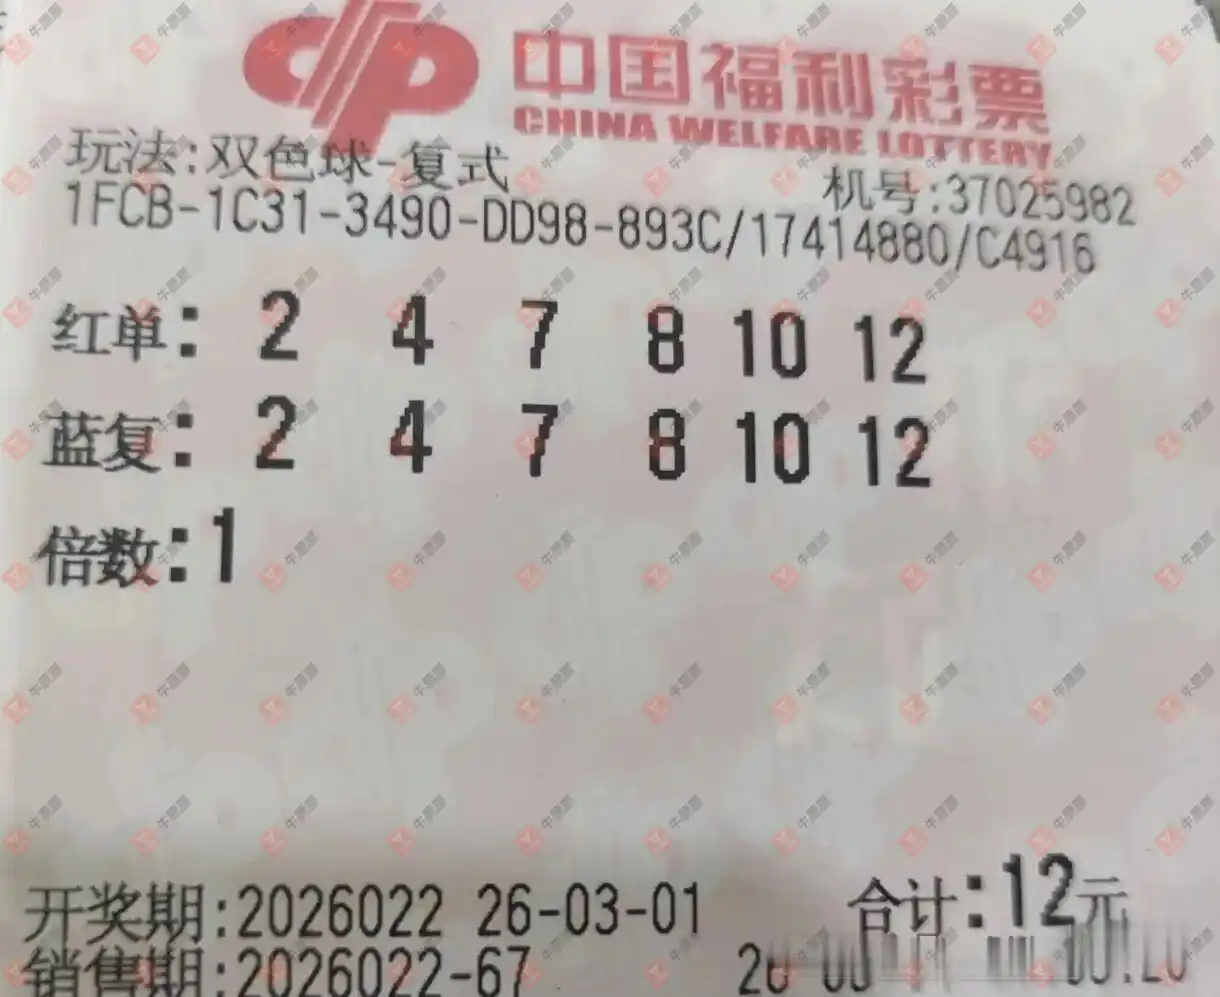 中国福利彩票
CHINA WELFARE LOTTERY
玩法:双色球-复式
机号:37025982
1FCB-1C31-3490-DD98-893C/17414880/C4916
红单: 2 4 7 8 10 12
蓝复: 2 4 7 8 10 12
倍数:1
开奖期:2026022 26-03-01 合计:12元
销售期:2026022-67